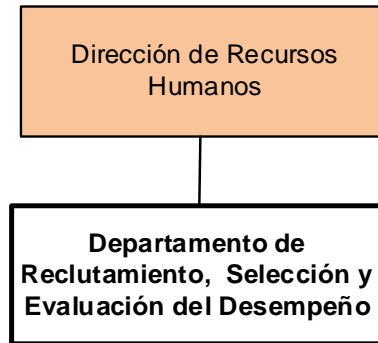 Dirección de Recursos
Humanos
Departamento de
Reclutamiento, Selección y
Evaluación del Desempeño